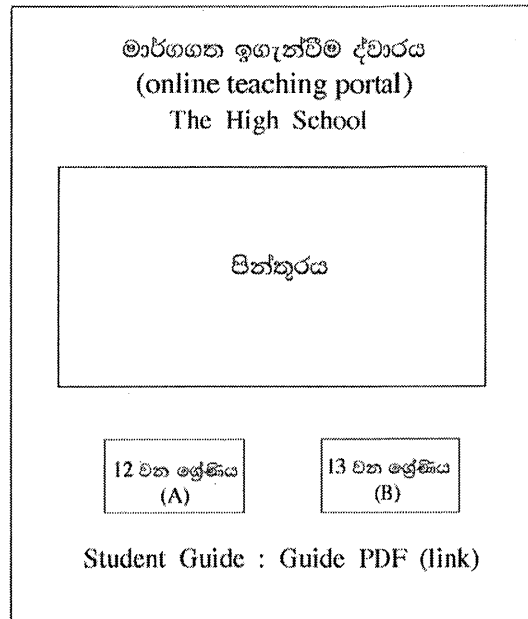 මාර්ගගත ඉගැන්වීම් ද්වාරය
(online teaching portal)
The High School
පින්තූරය
12 වන ශ්‍රේණිය
(A)
13 වන ශ්‍රේණිය
(B)
Student Guide : Guide PDF (link)